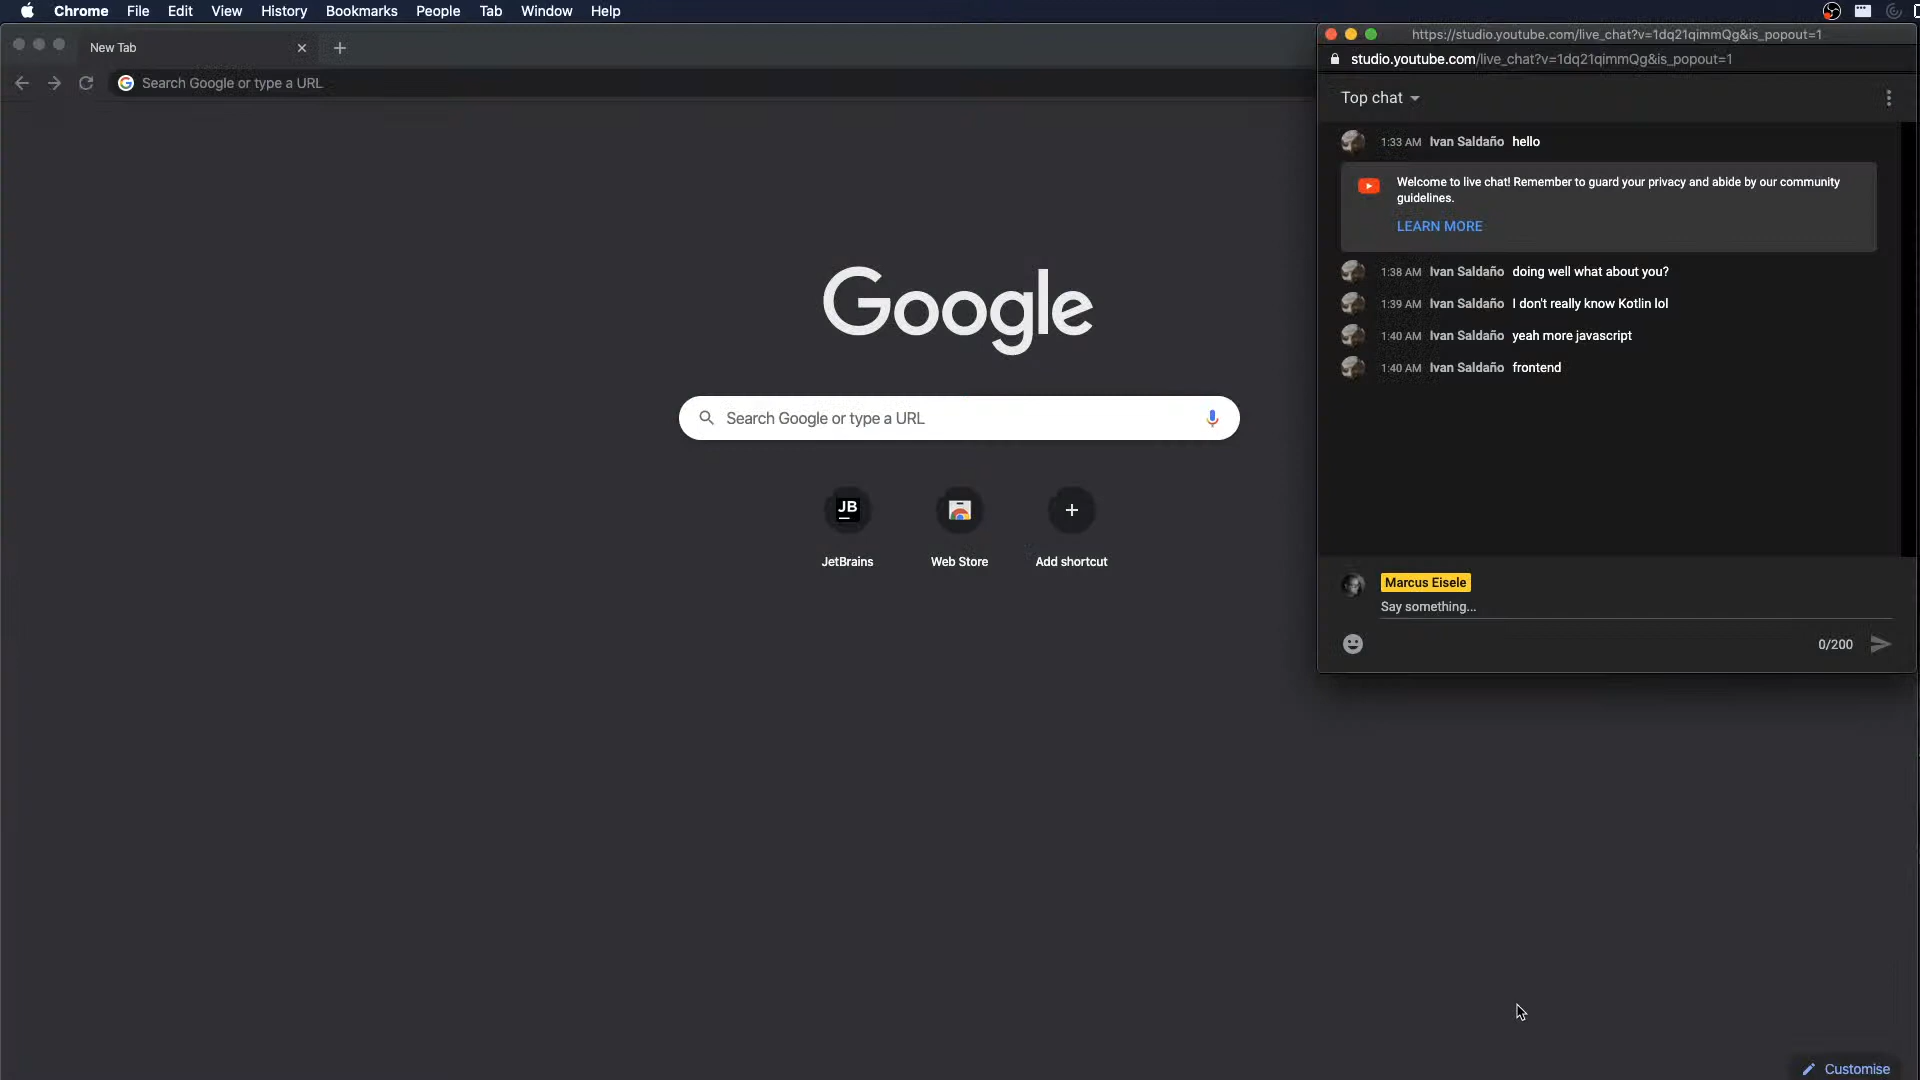 Chrome File Edit View History Bookmarks People Tab Window Help
New Tab
Search Google or type a URL
Google
Search Google or type a URL
JB
JetBrains
Web Store
Add shortcut
Customise
https://studio.youtube.com/live_chat?v=1dq21qimmQg&is_popout=1
studio.youtube.com/live_chat?v=1dq21qimmQg&is_popout=1
Top chat
1:33 AM Ivan Saldaño hello
Welcome to live chat! Remember to guard your privacy and abide by our community
guidelines.
LEARN MORE
1:38 AM Ivan Saldaño doing well what about you?
1:39 AM Ivan Saldaño I don't really know Kotlin lol
1:40 AM Ivan Saldaño yeah more javascript
1:40 AM Ivan Saldaño frontend
Marcus Eisele
Say something...
0/200